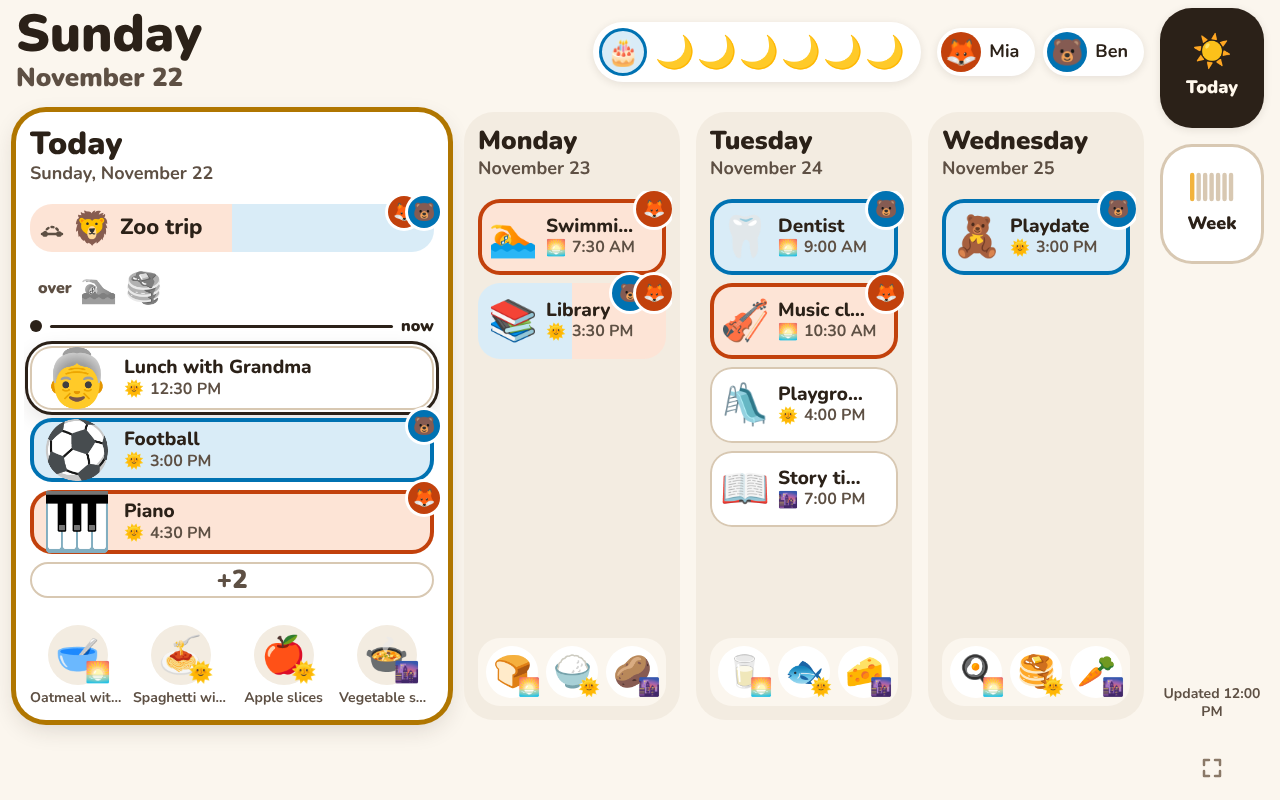 Sunday
November 22
Mia
Ben
Today
Week
Today
Sunday, November 22
Zoo trip
over
now
Lunch with Grandma
12:30 PM
Football
3:00 PM
Piano
4:30 PM
+2
Oatmeal wit...
Spaghetti wi...
Apple slices
Vegetable s...
Monday
November 23
Swimmi...
7:30 AM
Library
3:30 PM
Tuesday
November 24
Dentist
9:00 AM
Music cl...
10:30 AM
Playgro...
4:00 PM
Story ti...
7:00 PM
Wednesday
November 25
Playdate
3:00 PM
Updated 12:00
PM